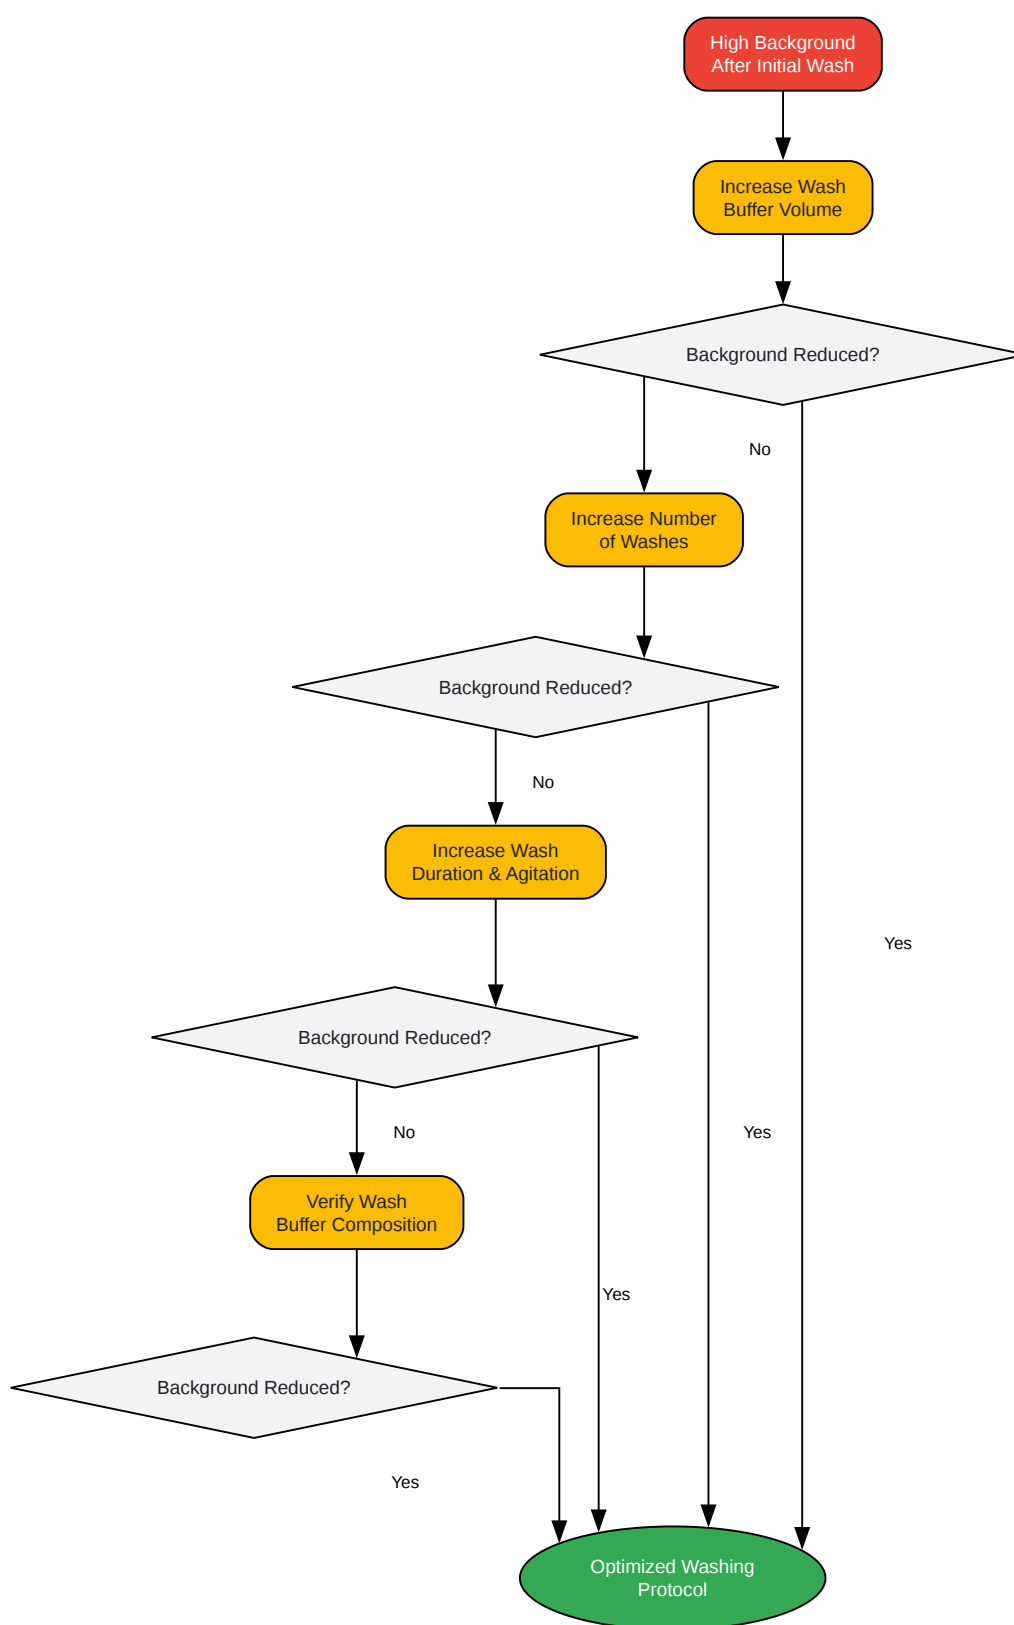 High Background
After Initial Wash
Increase Wash
Buffer Volume
Background Reduced?
No
Increase Number
of Washes
Background Reduced?
No
Increase Wash
Duration & Agitation
Yes
Background Reduced?
No
Yes
Verify Wash
Buffer Composition
Yes
Background Reduced?
Yes
Optimized Washing
Protocol